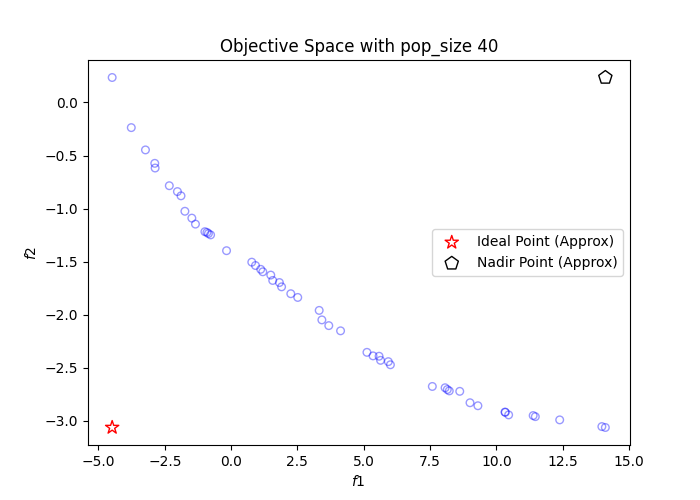 Objective Space with pop_size 40
0.0
−0.5
−1.0
−1.5
−2.0
−2.5
−3.0
f2
Ideal Point (Approx)
Nadir Point (Approx)
−5.0 −2.5 0.0 2.5 5.0 7.5 10.0 12.5 15.0
f1